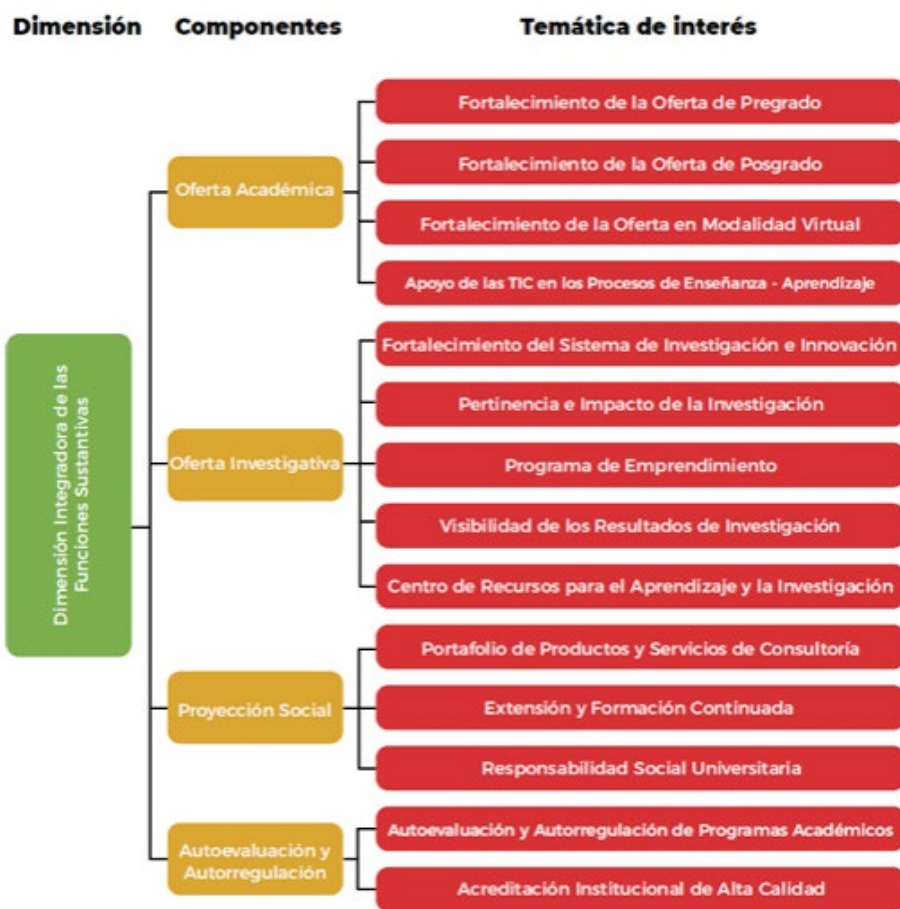 Dimensión Componentes Temática de interés
Dimensión Integradora de las
Funciones Sustantivas
Oferta Académica
Fortalecimiento de la Oferta de Pregrado
Fortalecimiento de la Oferta de Posgrado
Fortalecimiento de la Oferta en Modalidad Virtual
Apoyo de las TIC en los Procesos de Enseñanza - Aprendizaje
Oferta Investigativa
Fortalecimiento del Sistema de Investigación e Innovación
Pertinencia e Impacto de la Investigación
Programa de Emprendimiento
Visibilidad de los Resultados de Investigación
Centro de Recursos para el Aprendizaje y la Investigación
Proyección Social
Portafolio de Productos y Servicios de Consultoría
Extensión y Formación Continuada
Responsabilidad Social Universitaria
Autoevaluación y
Autorregulación
Autoevaluación y Autorregulación de Programas Académicos
Acreditación Institucional de Alta Calidad